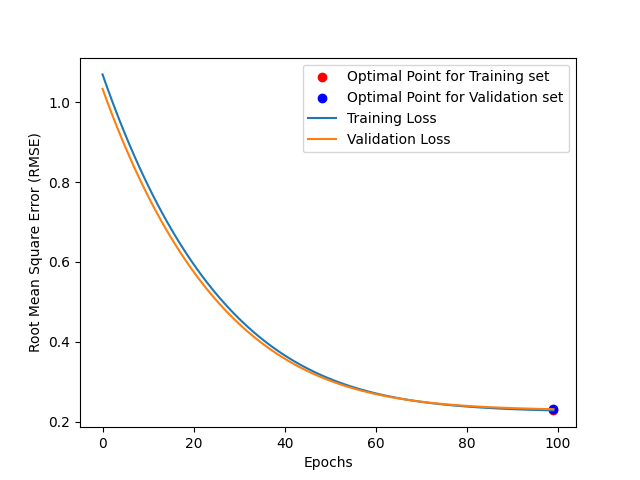 Optimal Point for Training set
Optimal Point for Validation set
Training Loss
Validation Loss
1.0
0.8
0.6
0.4
0.2
Root Mean Square Error (RMSE)
0 20 40 60 80 100
Epochs